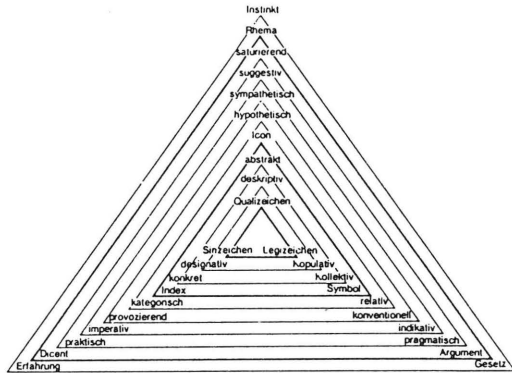 Instinkt
Rhema
saturierend
suggestiv
sympathetisch
hypothetisch
Icon
abstrakt
deskriptiv
Qualizeichen
Sinzeichen Legizeichen
designativ kopulativ
konkret kollektiv
Index Symbol
kategorisch relativ
provozierend konventionell
imperativ indikativ
praktisch pragmatisch
Dicent Argument
Erfahrung Gesetz